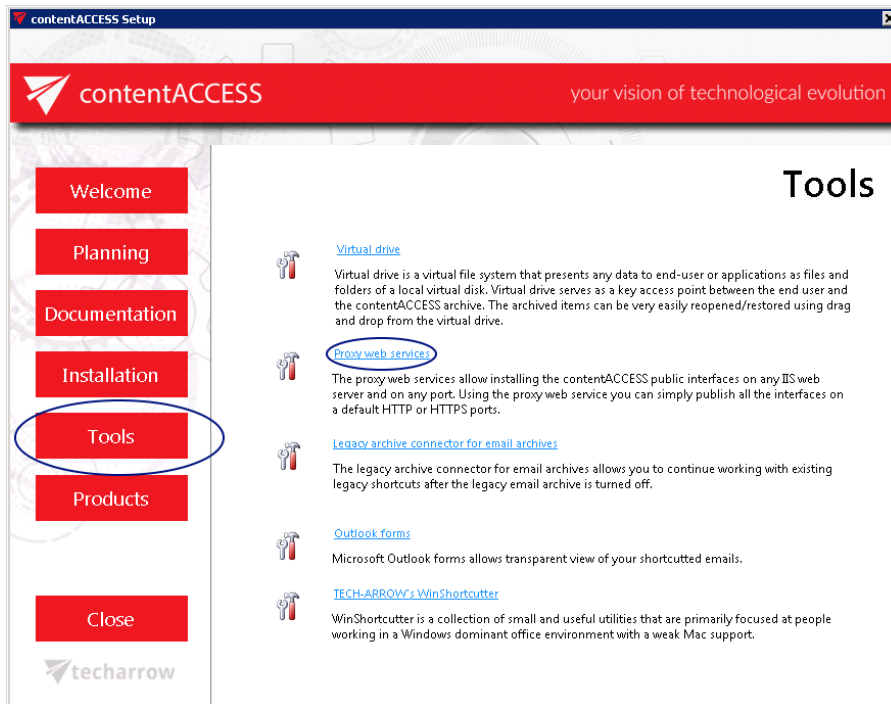 contentACCESS Setup
contentACCESS
your vision of technological evolution
Welcome
Planning
Documentation
Installation
Tools
Products
Close
techarrow
Tools
Virtual drive
Virtual drive is a virtual file system that presents any data to end-user or applications as files and
folders of a local virtual disk. Virtual drive serves as a key access point between the end user and
the contentACCESS archive. The archived items can be very easily reopened/restored using drag
and drop from the virtual drive.
Proxy web services
The proxy web services allow installing the contentACCESS public interfaces on any IIS web
server and on any port. Using the proxy web service you can simply publish all the interfaces on
a default HTTP or HTTPS ports.
Legacy archive connector for email archives
The legacy archive connector for email archives allows you to continue working with existing
legacy shortcuts after the legacy email archive is turned off.
Outlook forms
Microsoft Outlook forms allows transparent view of your shortcutted emails.
TECH-ARROW's WinShortcutter
WinShortcutter is a collection of small and useful utilities that are primarily focused at people
working in a Windows dominant office environment with a weak Mac support.